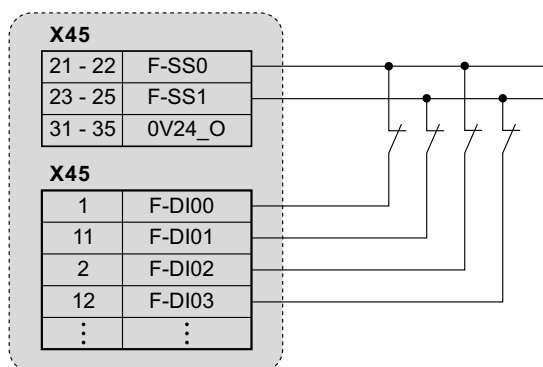 X45
21 - 22 F-SS0
23 - 25 F-SS1
31 - 35 0V24_O
X45
1 F-DI00
11 F-DI01
2 F-DI02
12 F-DI03
⋮ ⋮